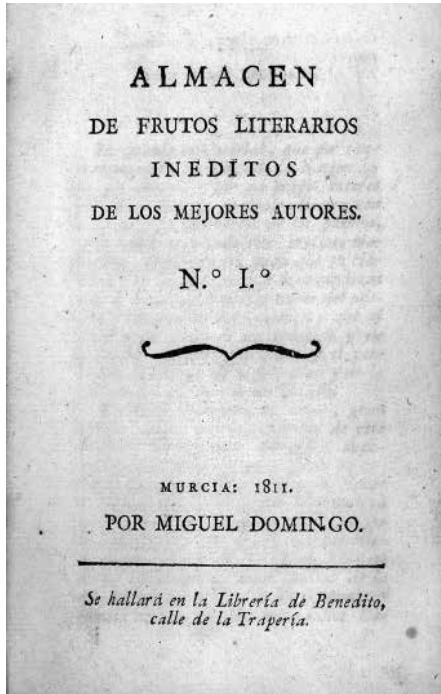 ALMACEN
DE FRUTOS LITERARIOS
INEDITOS
DE LOS MEJORES AUTORES.
N.º I.º
MURCIA: 1811.
POR MIGUEL DOMINGO.
Se hallará en la Librería de Benedito,
calle de la Trapería.